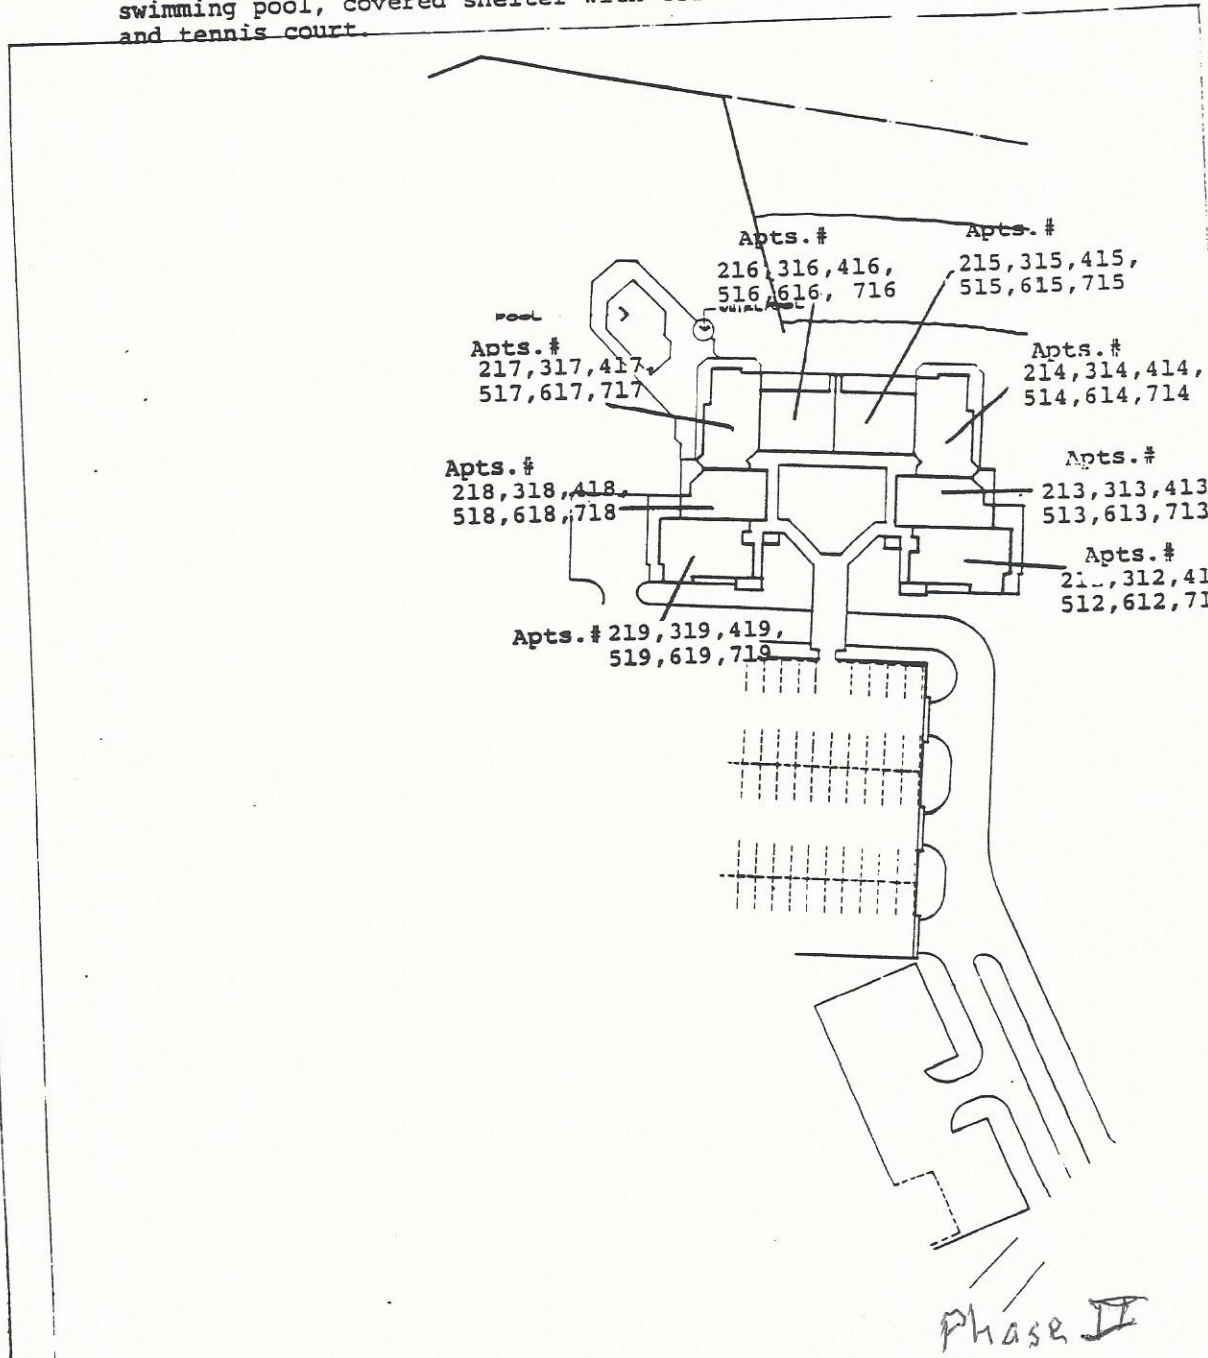 swimming pool, covered shelter with
and tennis court.
Apts.#
216,316,416,
516,616, 716
Apts.#
215,315,415,
515,615,715
POOL
Apts.#
217,317,417,
517,617,717
Apts.#
214,314,414,
514,614,714
Apts.#
218,318,418,
518,618,718
Apts.#
213,313,413
513,613,713
Apts.#
312,41
512,612,71
Apts.# 219,319,419,
519,619,719
Phase II